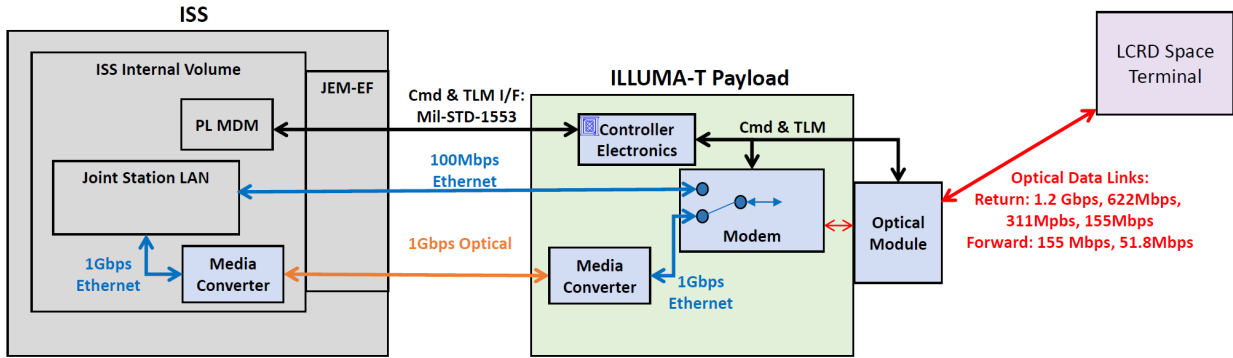 ISS
ISS Internal Volume
JEM-EF
PL MDM
Joint Station LAN
1Gbps
Ethernet
Media
Converter
Cmd & TLM I/F:
Mil-STD-1553
100Mbps
Ethernet
1Gbps Optical
ILLUMA-T Payload
Controller
Electronics
Cmd & TLM
Modem
Media
Converter
1Gbps
Ethernet
Optical
Module
LCRD Space
Terminal
Optical Data Links:
Return: 1.2 Gbps, 622Mbps,
311Mpbs, 155Mbps
Forward: 155 Mbps, 51.8Mbps